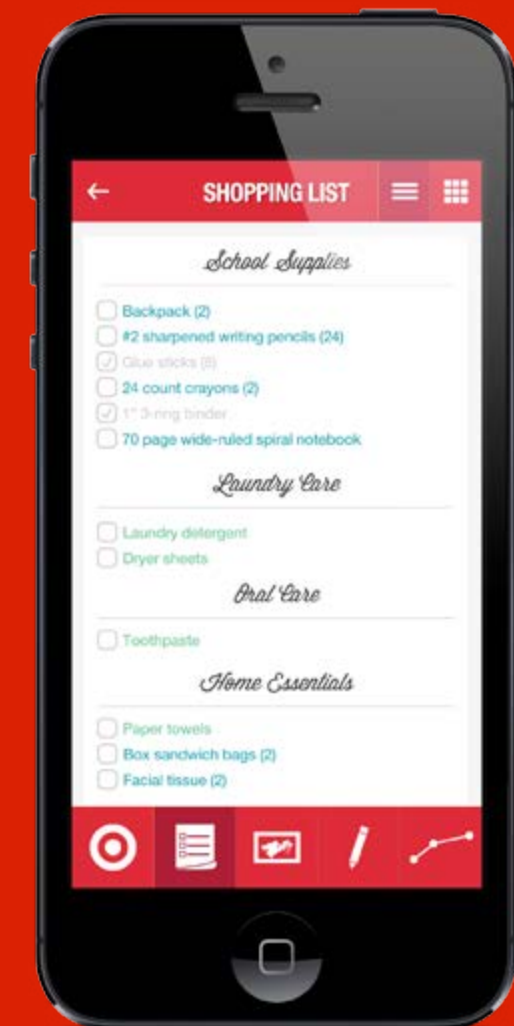 SHOPPING LIST
School Supplies
Backpack (2)
#2 sharpened writing pencils (24)
Glue sticks (8)
24 count crayons (2)
1" 3-ring binder
70 page wide-ruled spiral notebook
Laundry Care
Laundry detergent
Dryer sheets
Oral Care
Toothpaste
Home Essentials
Paper towels
Box sandwich bags (2)
Facial tissue (2)